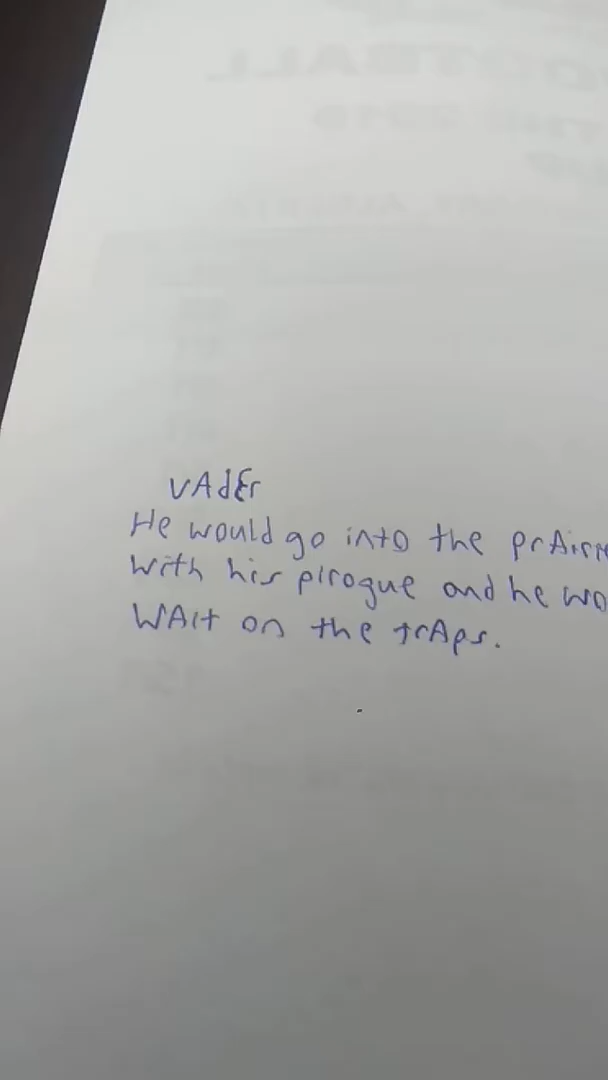 VAdEr
He would go into the prAir
With his pirogue and he wo
WAit on the trAps.